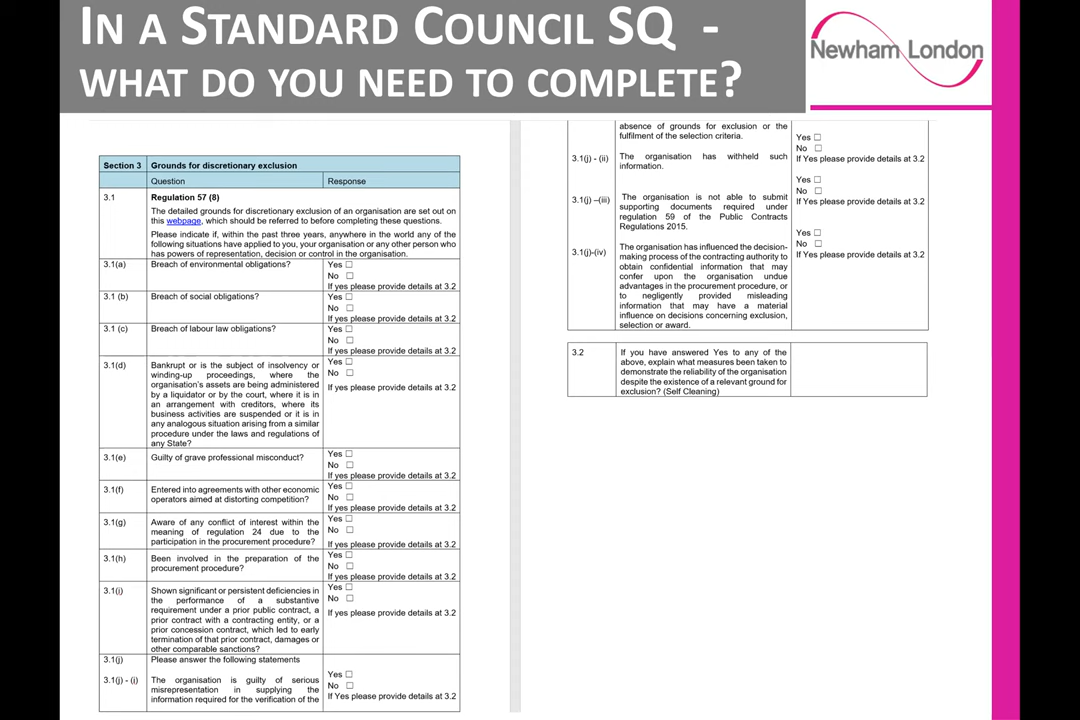 IN A STANDARD COUNCIL SQ -
WHAT DO YOU NEED TO COMPLETE?
Newham London
Section 3 Grounds for discretionary exclusion
Question Response
3.1 Regulation 57 (8)
The detailed grounds for discretionary exclusion of an organisation are set out on
this webpage, which should be referred to before completing these questions.
Please indicate if, within the past three years, anywhere in the world any of the
following situations have applied to you, your organisation or any other person who
has powers of representation, decision or control in the organisation.
3.1(a) Breach of environmental obligations? Yes ☐
No ☐
If yes please provide details at 3.2
3.1 (b) Breach of social obligations? Yes ☐
No ☐
If yes please provide details at 3.2
3.1 (c) Breach of labour law obligations? Yes ☐
No ☐
If yes please provide details at 3.2
3.1(d) Bankrupt or is the subject of insolvency or Yes ☐
winding-up proceedings, where the No ☐
organisation's assets are being administered If yes please provide details at 3.2
by a liquidator or by the court, where it is in
an arrangement with creditors, where its
business activities are suspended or it is in
any analogous situation arising from a similar
procedure under the laws and regulations of
any State?
3.1(e) Guilty of grave professional misconduct? Yes ☐
No ☐
If yes please provide details at 3.2
3.1(f) Entered into agreements with other economic Yes ☐
operators aimed at distorting competition? No ☐
If yes please provide details at 3.2
3.1(g) Aware of any conflict of interest within the Yes ☐
meaning of regulation 24 due to the No ☐
participation in the procurement procedure? If yes please provide details at 3.2
3.1(h) Been involved in the preparation of the Yes ☐
procurement procedure? No ☐
If yes please provide details at 3.2
3.1(i) Shown significant or persistent deficiencies in Yes ☐
the performance of a substantive No ☐
requirement under a prior public contract, a If yes please provide details at 3.2
prior contract with a contracting entity, or a
prior concession contract, which led to early
termination of that prior contract, damages or
other comparable sanctions?
3.1(j) Please answer the following statements
3.1(j) - (i) The organisation is guilty of serious Yes ☐
misrepresentation in supplying the No ☐
information required for the verification of the If Yes please provide details at 3.2
absence of grounds for exclusion or the
fulfilment of the selection criteria. Yes ☐
No ☐
3.1(j) - (ii) The organisation has withheld such If Yes please provide details at 3.2
information.
Yes ☐
No ☐
3.1(j) –(iii) The organisation is not able to submit If Yes please provide details at 3.2
supporting documents required under
regulation 59 of the Public Contracts
Regulations 2015.
Yes ☐
3.1(j)-(iv) The organisation has influenced the decision- No ☐
making process of the contracting authority to If Yes please provide details at 3.2
obtain confidential information that may
confer upon the organisation undue
advantages in the procurement procedure, or
to negligently provided misleading
information that may have a material
influence on decisions concerning exclusion,
selection or award.
3.2 If you have answered Yes to any of the
above, explain what measures been taken to
demonstrate the reliability of the organisation
despite the existence of a relevant ground for
exclusion? (Self Cleaning)